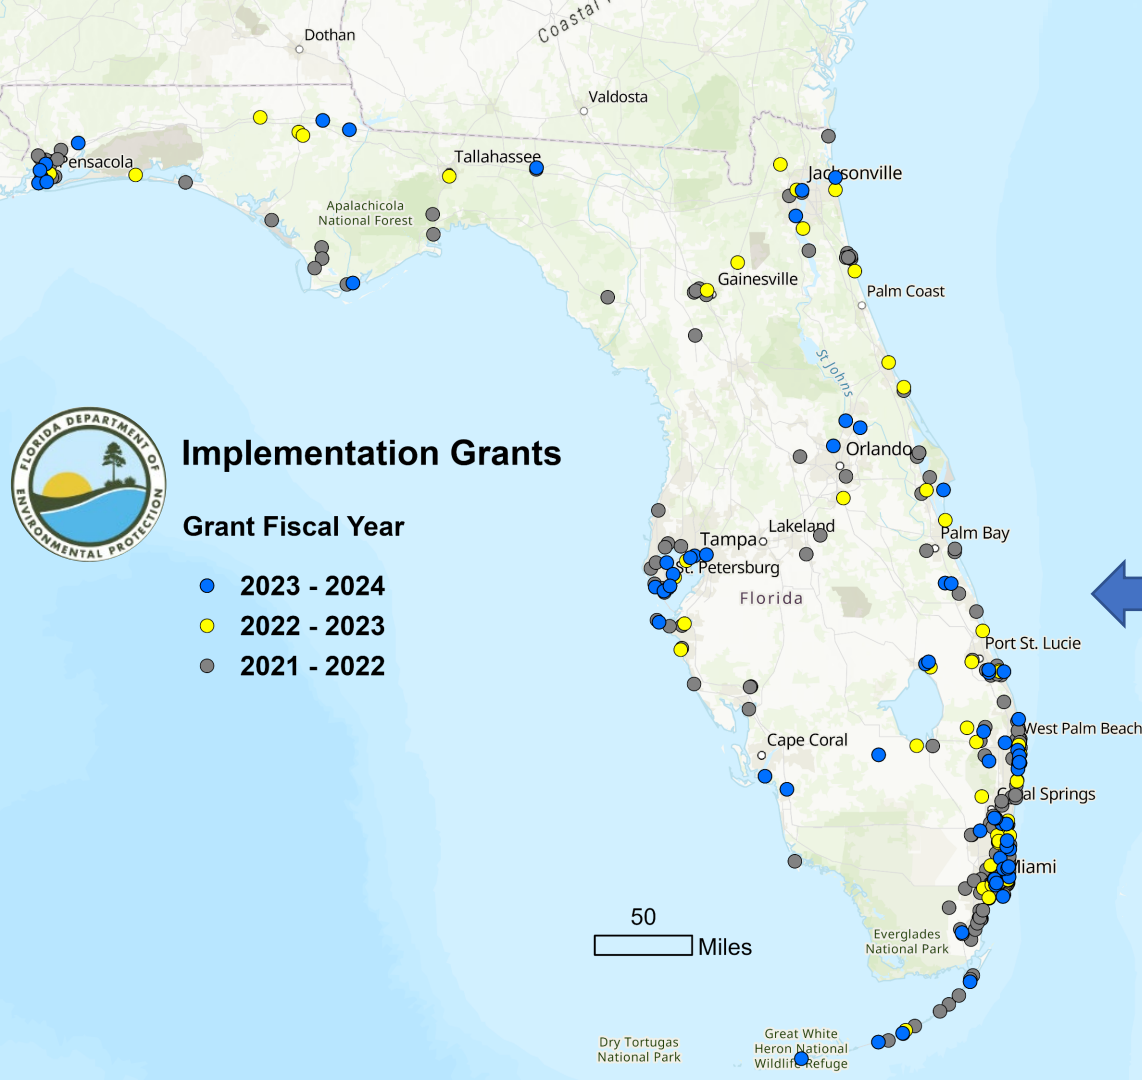 Coastal
Dothan
Valdosta
Pensacola
Tallahassee
Jacksonville
Apalachicola
National Forest
Gainesville
Palm Coast
St Johns
FLORIDA DEPARTMENT OF
ENVIRONMENTAL PROTECTION
Implementation Grants
Orlando
Grant Fiscal Year
Lakeland
Tampa
Palm Bay
St. Petersburg
2023 - 2024
Florida
2022 - 2023
Port St. Lucie
2021 - 2022
West Palm Beach
Cape Coral
Coral Springs
Miami
50
Miles
Everglades
National Park
Dry Tortugas
National Park
Great White
Heron National
Wildlife Refuge